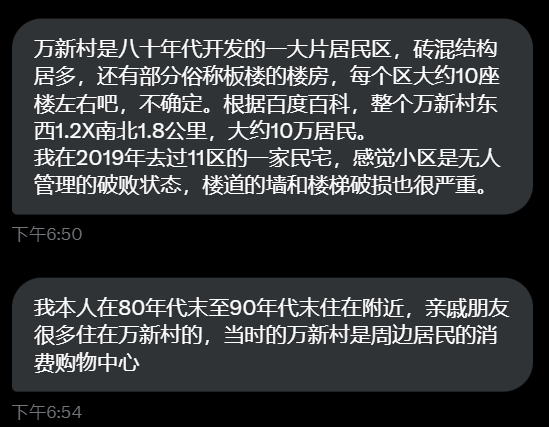 万新村是八十年代开发的一大片居民区，砖混结构
居多，还有部分俗称板楼的楼房，每个区大约10座
楼左右吧，不确定。根据百度百科，整个万新村东
西1.2X南北1.8公里，大约10万居民。
我在2019年去过11区的一家民宅，感觉小区是无人
管理的破败状态，楼道的墙和楼梯破损也很严重。
下午6:50
我本人在80年代末至90年代末住在附近，亲戚朋友
很多住在万新村的，当时的万新村是周边居民的消
费购物中心
下午6:54